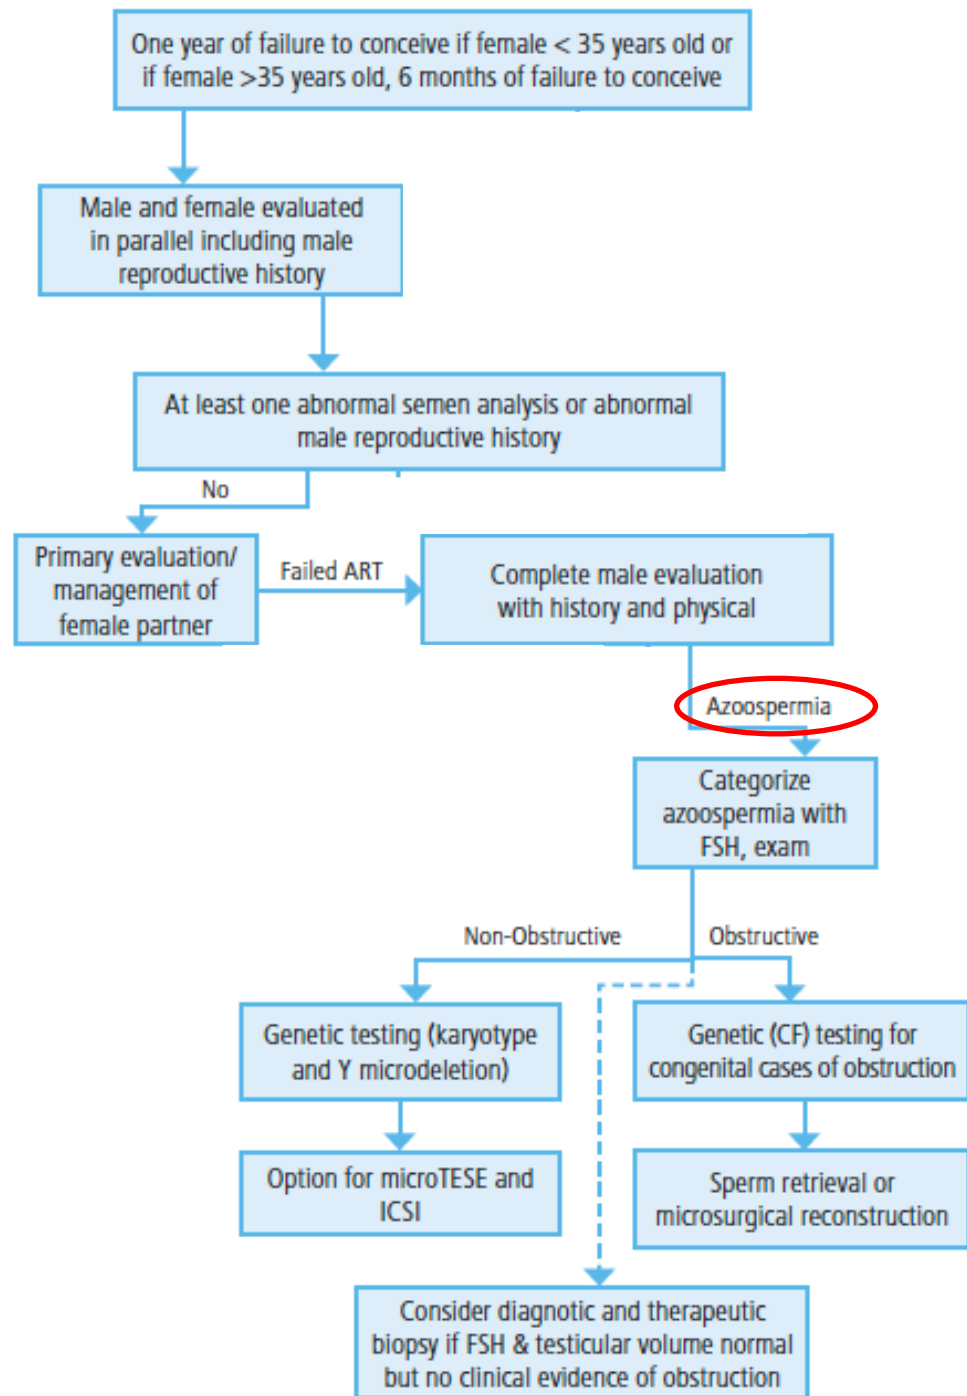 One year of failure to conceive if female < 35 years old or
if female >35 years old, 6 months of failure to conceive
Male and female evaluated
in parallel including male
reproductive history
At least one abnormal semen analysis or abnormal
male reproductive history
No
Primary evaluation/
management of
female partner
Failed ART
Complete male evaluation
with history and physical
Azoospermia
Categorize
azoospermia with
FSH, exam
Non-Obstructive
Obstructive
Genetic testing (karyotype
and Y microdeletion)
Genetic (CF) testing for
congenital cases of obstruction
Option for microTESE and
ICSI
Sperm retrieval or
microsurgical reconstruction
Consider diagnostic and therapeutic
biopsy if FSH & testicular volume normal
but no clinical evidence of obstruction